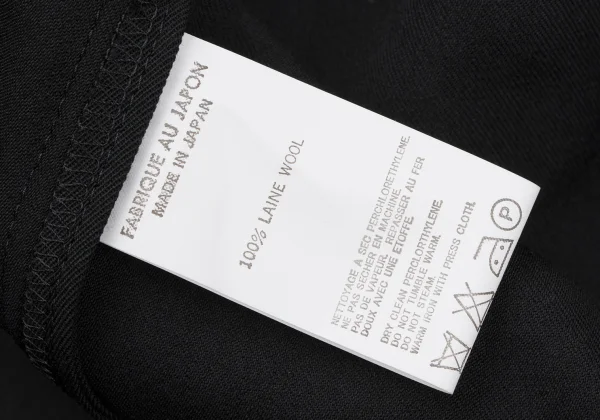 FABRIQUE AU JAPON
MADE IN JAPAN
100% LAINE WOOL
NETTOYAGE A SEC PERCHLORETHYLENE.
NE PAS SECHER EN MACHINE.
PAS DE VAPEUR. REPASSER AU FER
DOUX AVEC UNE ETOFFE.
DRY CLEAN PERCLORTHYLENE.
DO NOT TUMBLE WARM.
DO NOT STEAM.
WARM IRON WITH PRESS CLOTH.
P